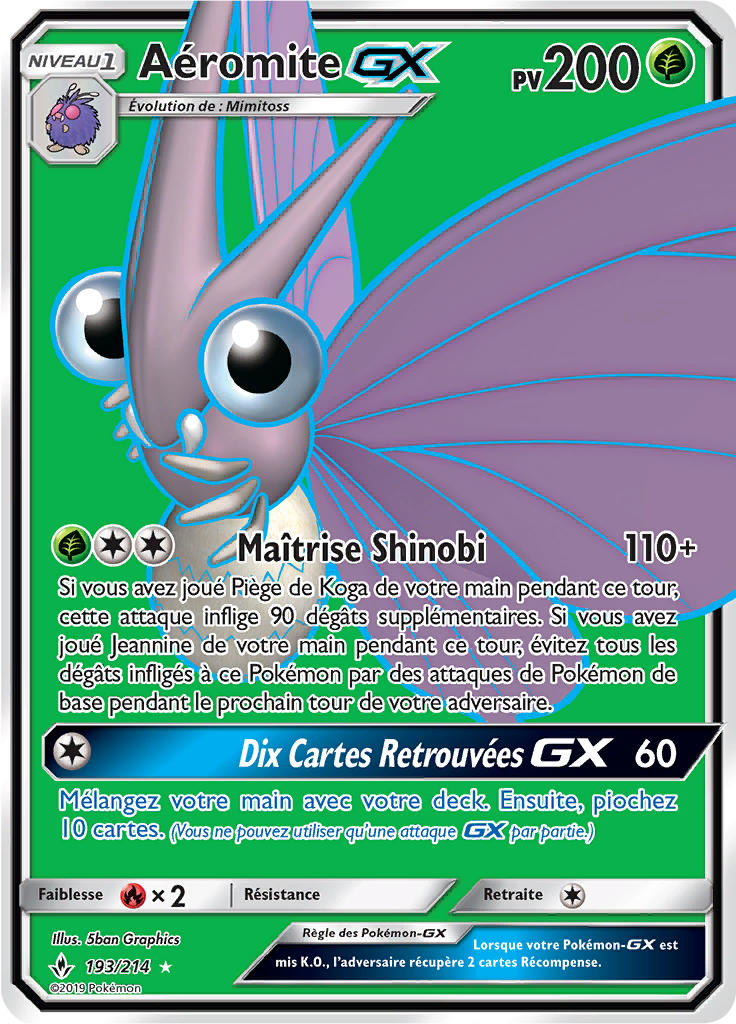 NIVEAU 1 Aéromite GX PV 200
Évolution de : Mimitoss
Maîtrise Shinobi 110+
Si vous avez joué Piège de Koga de votre main pendant ce tour,
cette attaque inflige 90 dégâts supplémentaires. Si vous avez
joué Jeannine de votre main pendant ce tour, évitez tous les
dégâts infligés à ce Pokémon par des attaques de Pokémon de
base pendant le prochain tour de votre adversaire.
Dix Cartes Retrouvées GX 60
Mélangez votre main avec votre deck. Ensuite, piochez
10 cartes. (Vous ne pouvez utiliser qu'une attaque GX par partie.)
Faiblesse ×2 Résistance Retraite
Illus. 5ban Graphics
193/214
©2019 Pokémon
Règle des Pokémon-GX
Lorsque votre Pokémon-GX est
mis K.O., l'adversaire récupère 2 cartes Récompense.